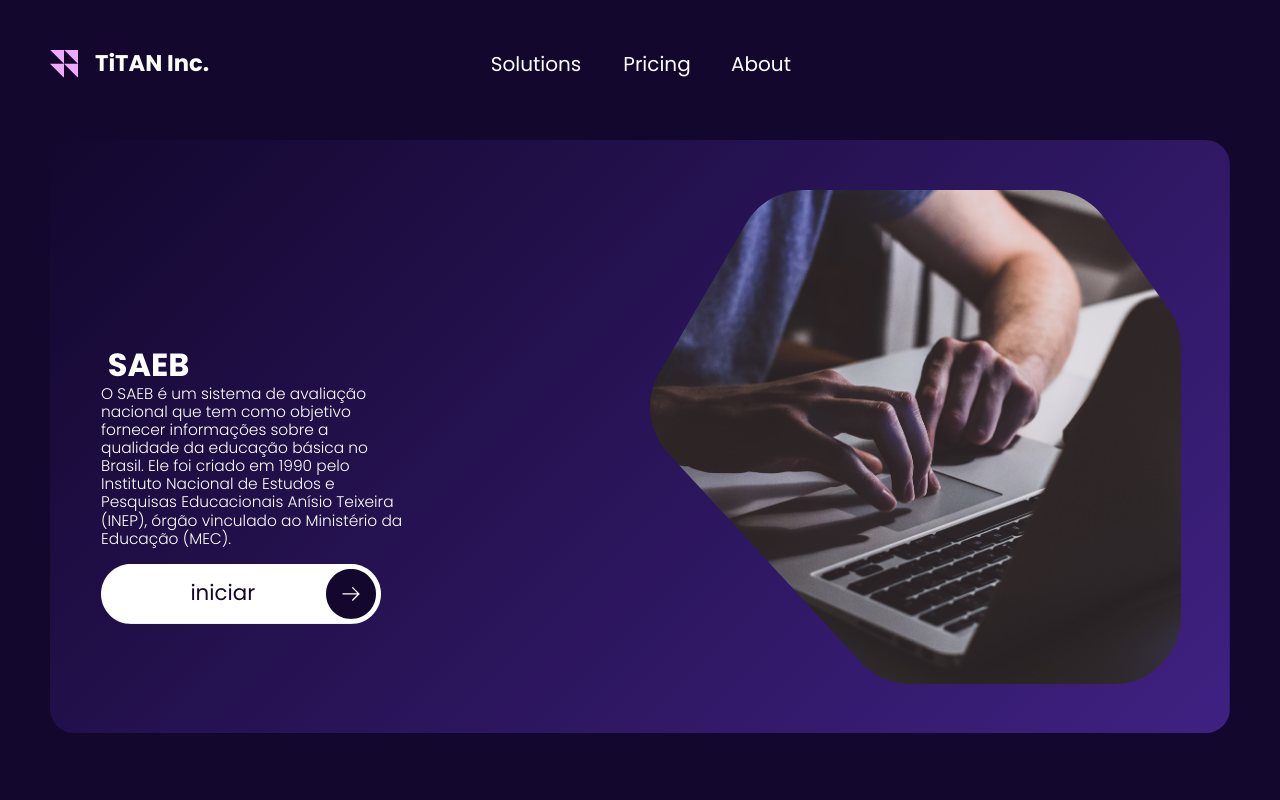 TiTAN Inc.
Solutions
Pricing
About
SAEB
O SAEB é um sistema de avaliação
nacional que tem como objetivo
fornecer informações sobre a
qualidade da educação básica no
Brasil. Ele foi criado em 1990 pelo
Instituto Nacional de Estudos e
Pesquisas Educacionais Anísio Teixeira
(INEP), órgão vinculado ao Ministério da
Educação (MEC).
iniciar